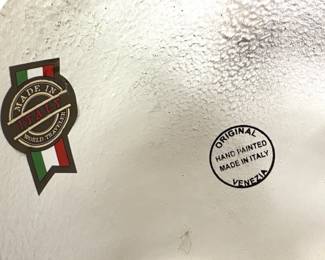 MADE IN
ITALY
WORLD TRAVELER
ORIGINAL
HAND PAINTED
MADE IN ITALY
VENEZIA